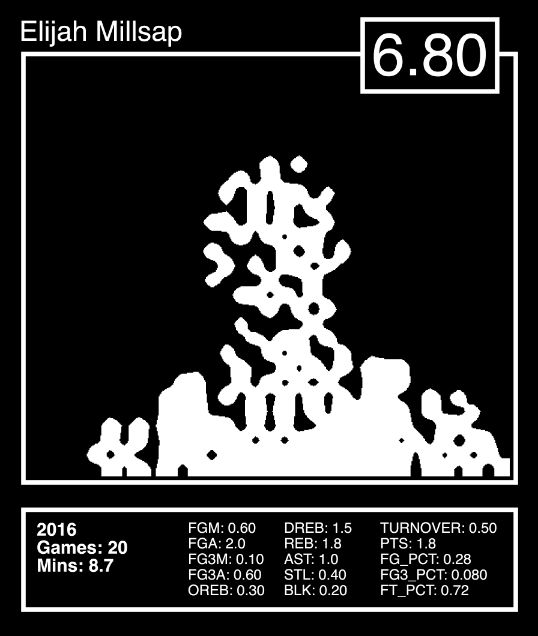 Elijah Millsap
6.80
2016
Games: 20
Mins: 8.7
FGM: 0.60
FGA: 2.0
FG3M: 0.10
FG3A: 0.60
OREB: 0.30
DREB: 1.5
REB: 1.8
AST: 1.0
STL: 0.40
BLK: 0.20
TURNOVER: 0.50
PTS: 1.8
FG_PCT: 0.28
FG3_PCT: 0.080
FT_PCT: 0.72